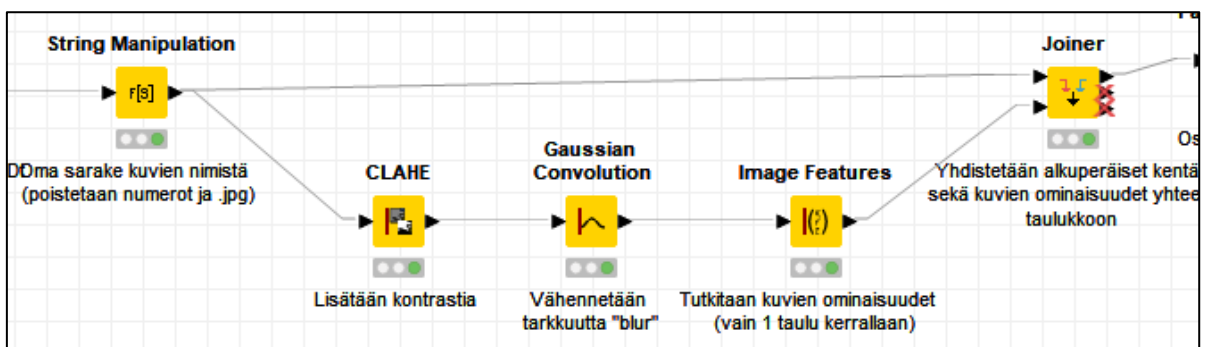 String Manipulation
Joiner
F[S]
Oma sarake kuvien nimistä
(poistetaan numerot ja .jpg)
CLAHE
Gaussian
Convolution
Image Features
Yhdistetään alkuperäiset kentä
sekä kuvien ominaisuudet yhtee
taulukkoon
Os
Lisätään kontrastia
Vähennetään
tarkkuutta "blur"
Tutkitaan kuvien ominaisuudet
(vain 1 taulu kerrallaan)